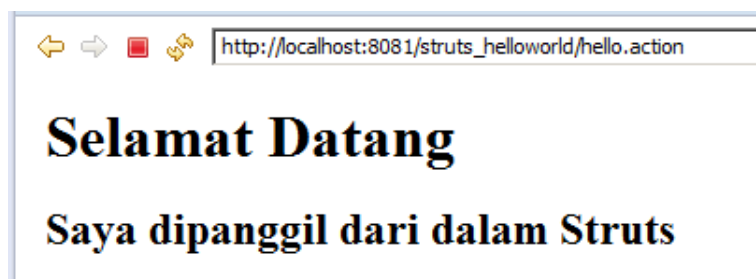 http://localhost:8081/struts_helloworld/hello.action
Selamat Datang
Saya dipanggil dari dalam Struts